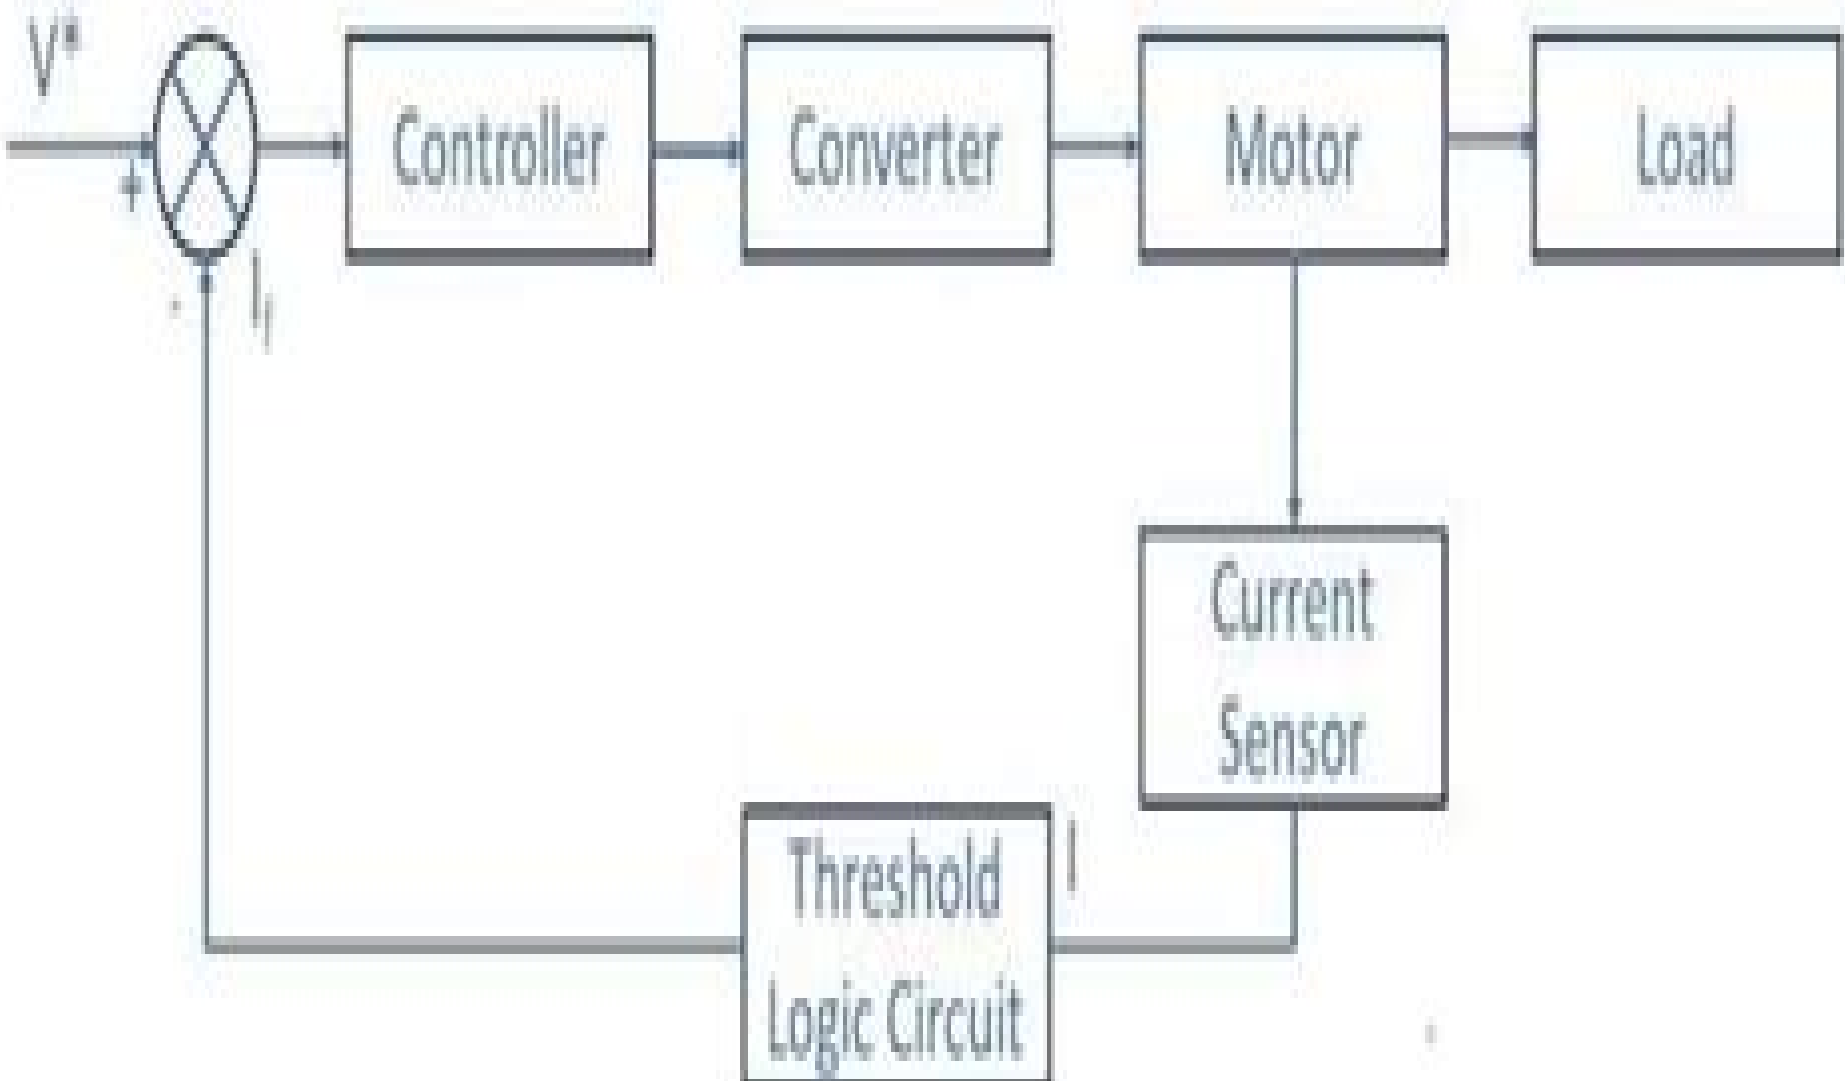 V*
Controller
Converter
Motor
Load
+
-
If
Current
Sensor
I
Threshold
Logic Circuit